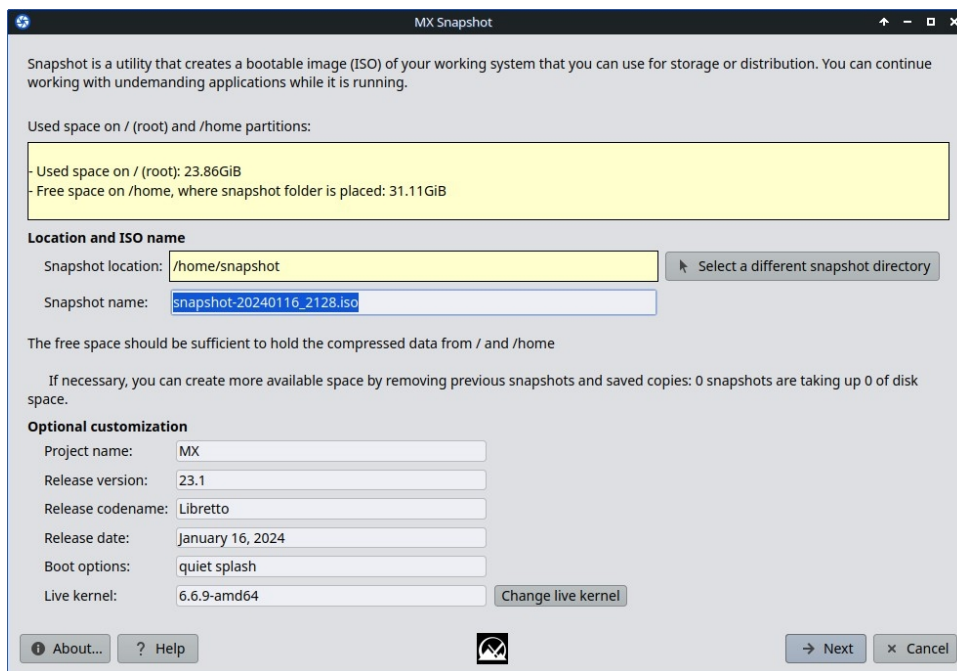 MX Snapshot
Snapshot is a utility that creates a bootable image (ISO) of your working system that you can use for storage or distribution. You can continue
working with undemanding applications while it is running.
Used space on / (root) and /home partitions:
- Used space on / (root): 23.86GiB
- Free space on /home, where snapshot folder is placed: 31.11GiB
Location and ISO name
Snapshot location: /home/snapshot Select a different snapshot directory
Snapshot name: snapshot-20240116_2128.iso
The free space should be sufficient to hold the compressed data from / and /home
If necessary, you can create more available space by removing previous snapshots and saved copies: 0 snapshots are taking up 0 of disk
space.
Optional customization
Project name: MX
Release version: 23.1
Release codename: Libretto
Release date: January 16, 2024
Boot options: quiet splash
Live kernel: 6.6.9-amd64 Change live kernel
About... ? Help Next Cancel